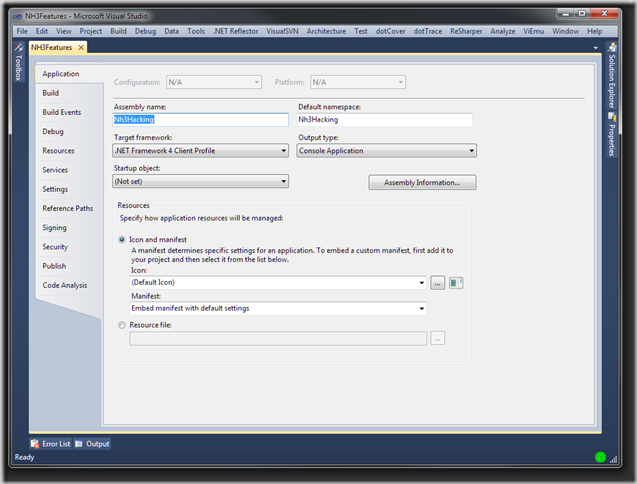 NH3Features - Microsoft Visual Studio
File Edit View Project Build Debug Data Tools .NET Reflector VisualSVN Architecture Test dotCover dotTrace ReSharper Analyze ViEmu Window Help
NH3Features
Toolbox
Solution Explorer
Properties
Application
Build
Build Events
Debug
Resources
Services
Settings
Reference Paths
Signing
Security
Publish
Code Analysis
Configuration: N/A Platform: N/A
Assembly name: Default namespace:
Nh3Hacking Nh3Hacking
Target framework: Output type:
.NET Framework 4 Client Profile Console Application
Startup object:
(Not set) Assembly Information...
Resources
Specify how application resources will be managed:
Icon and manifest
A manifest determines specific settings for an application. To embed a custom manifest, first add it to
your project and then select it from the list below.
Icon:
(Default Icon) ...
Manifest:
Embed manifest with default settings
Resource file:
...
Error List Output
Ready